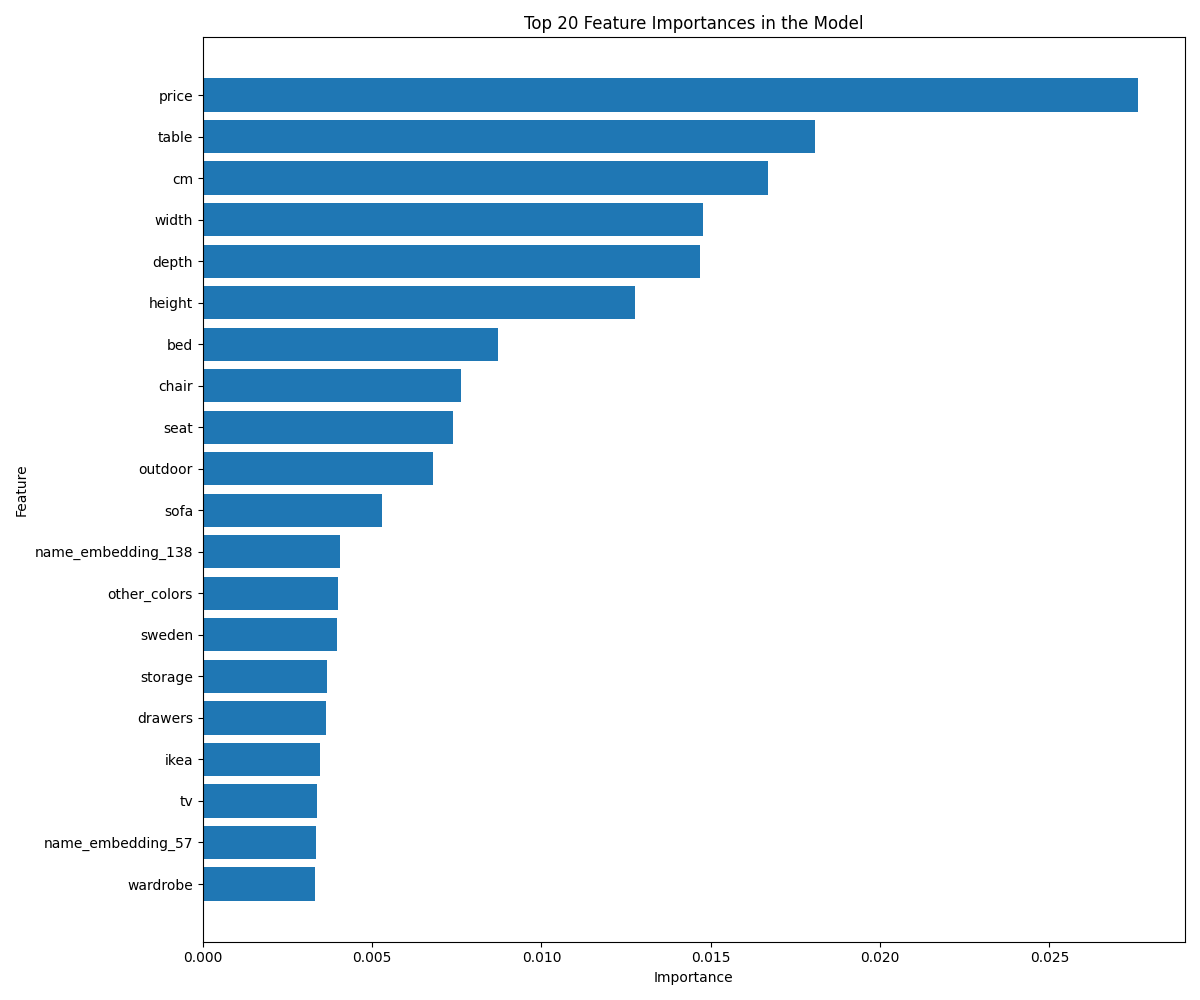 Top 20 Feature Importances in the Model
price
table
cm
width
depth
height
bed
chair
seat
outdoor
sofa
name_embedding_138
other_colors
sweden
storage
drawers
ikea
tv
name_embedding_57
wardrobe
Feature
0.000 0.005 0.010 0.015 0.020 0.025
Importance